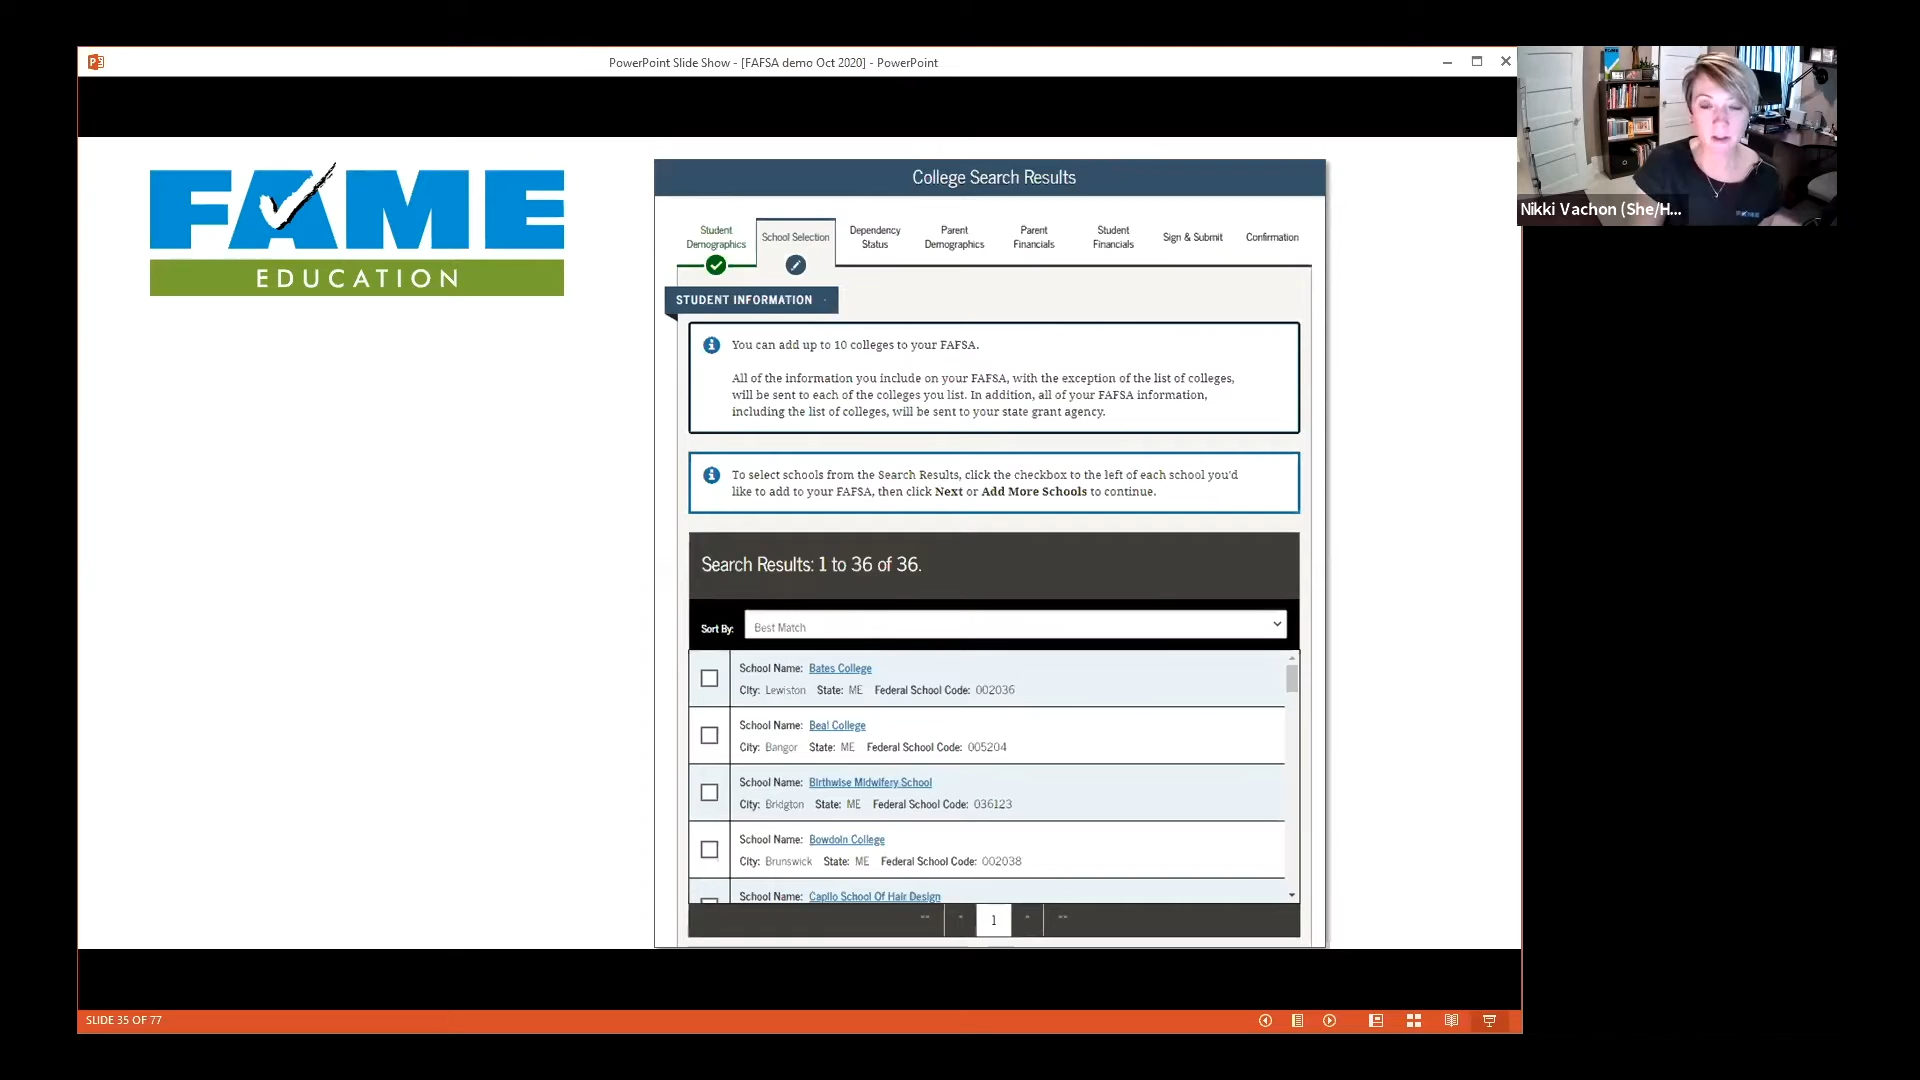 PowerPoint Slide Show - [FAFSA demo Oct 2020] - PowerPoint
FAME
EDUCATION
Nikki Vachon (She/H...
College Search Results
Student Demographics
School Selection
Dependency Status
Parent Demographics
Parent Financials
Student Financials
Sign & Submit
Confirmation
STUDENT INFORMATION
You can add up to 10 colleges to your FAFSA.
All of the information you include on your FAFSA, with the exception of the list of colleges,
will be sent to each of the colleges you list. In addition, all of your FAFSA information,
including the list of colleges, will be sent to your state grant agency.
To select schools from the Search Results, click the checkbox to the left of each school you'd
like to add to your FAFSA, then click Next or Add More Schools to continue.
Search Results: 1 to 36 of 36.
Sort By: Best Match
School Name: Bates College
City: Lewiston State: ME Federal School Code: 002036
School Name: Beal College
City: Bangor State: ME Federal School Code: 005204
School Name: Birthwise Midwifery School
City: Bridgton State: ME Federal School Code: 036123
School Name: Bowdoin College
City: Brunswick State: ME Federal School Code: 002038
School Name: Capilo School Of Hair Design
1
SLIDE 35 OF 77